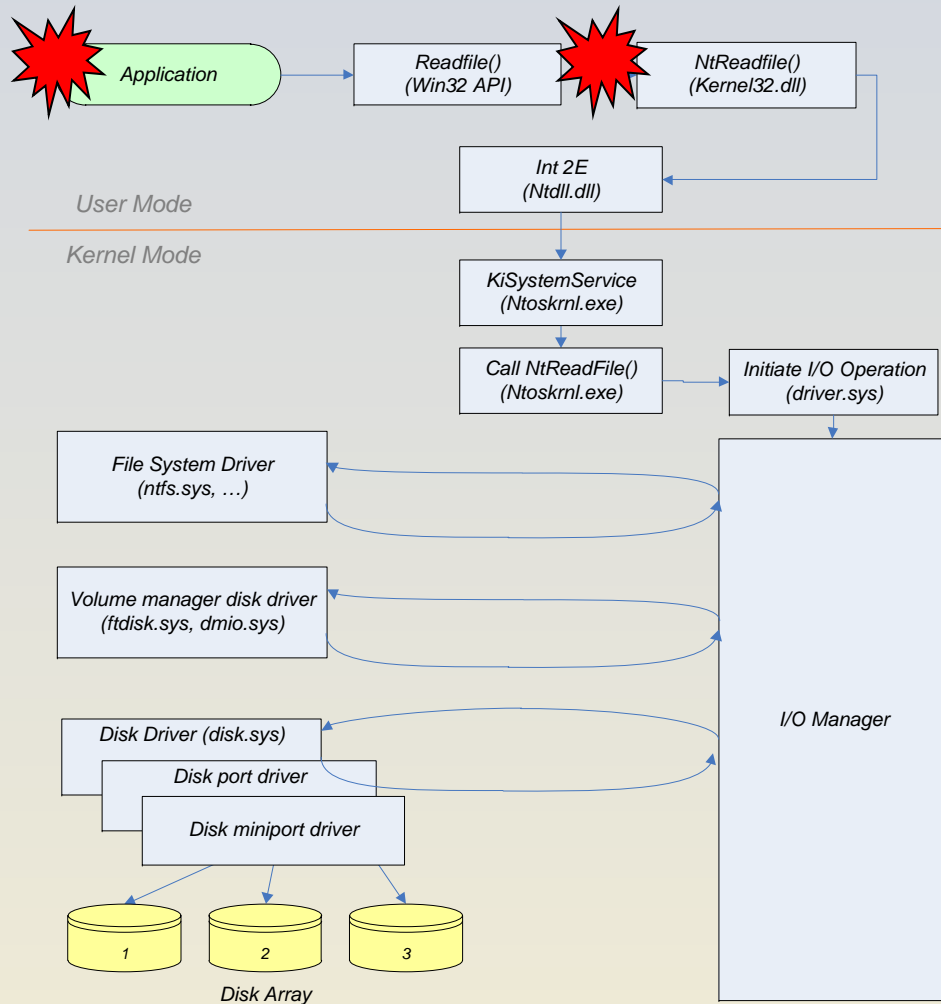 Application
Readfile()
(Win32 API)
NtReadfile()
(Kernel32.dll)
Int 2E
(Ntdll.dll)
User Mode
Kernel Mode
KiSystemService
(Ntoskrnl.exe)
Call NtReadFile()
(Ntoskrnl.exe)
Initiate I/O Operation
(driver.sys)
File System Driver
(ntfs.sys, …)
Volume manager disk driver
(ftdisk.sys, dmio.sys)
I/O Manager
Disk Driver (disk.sys)
Disk port driver
Disk miniport driver
1
2
3
Disk Array